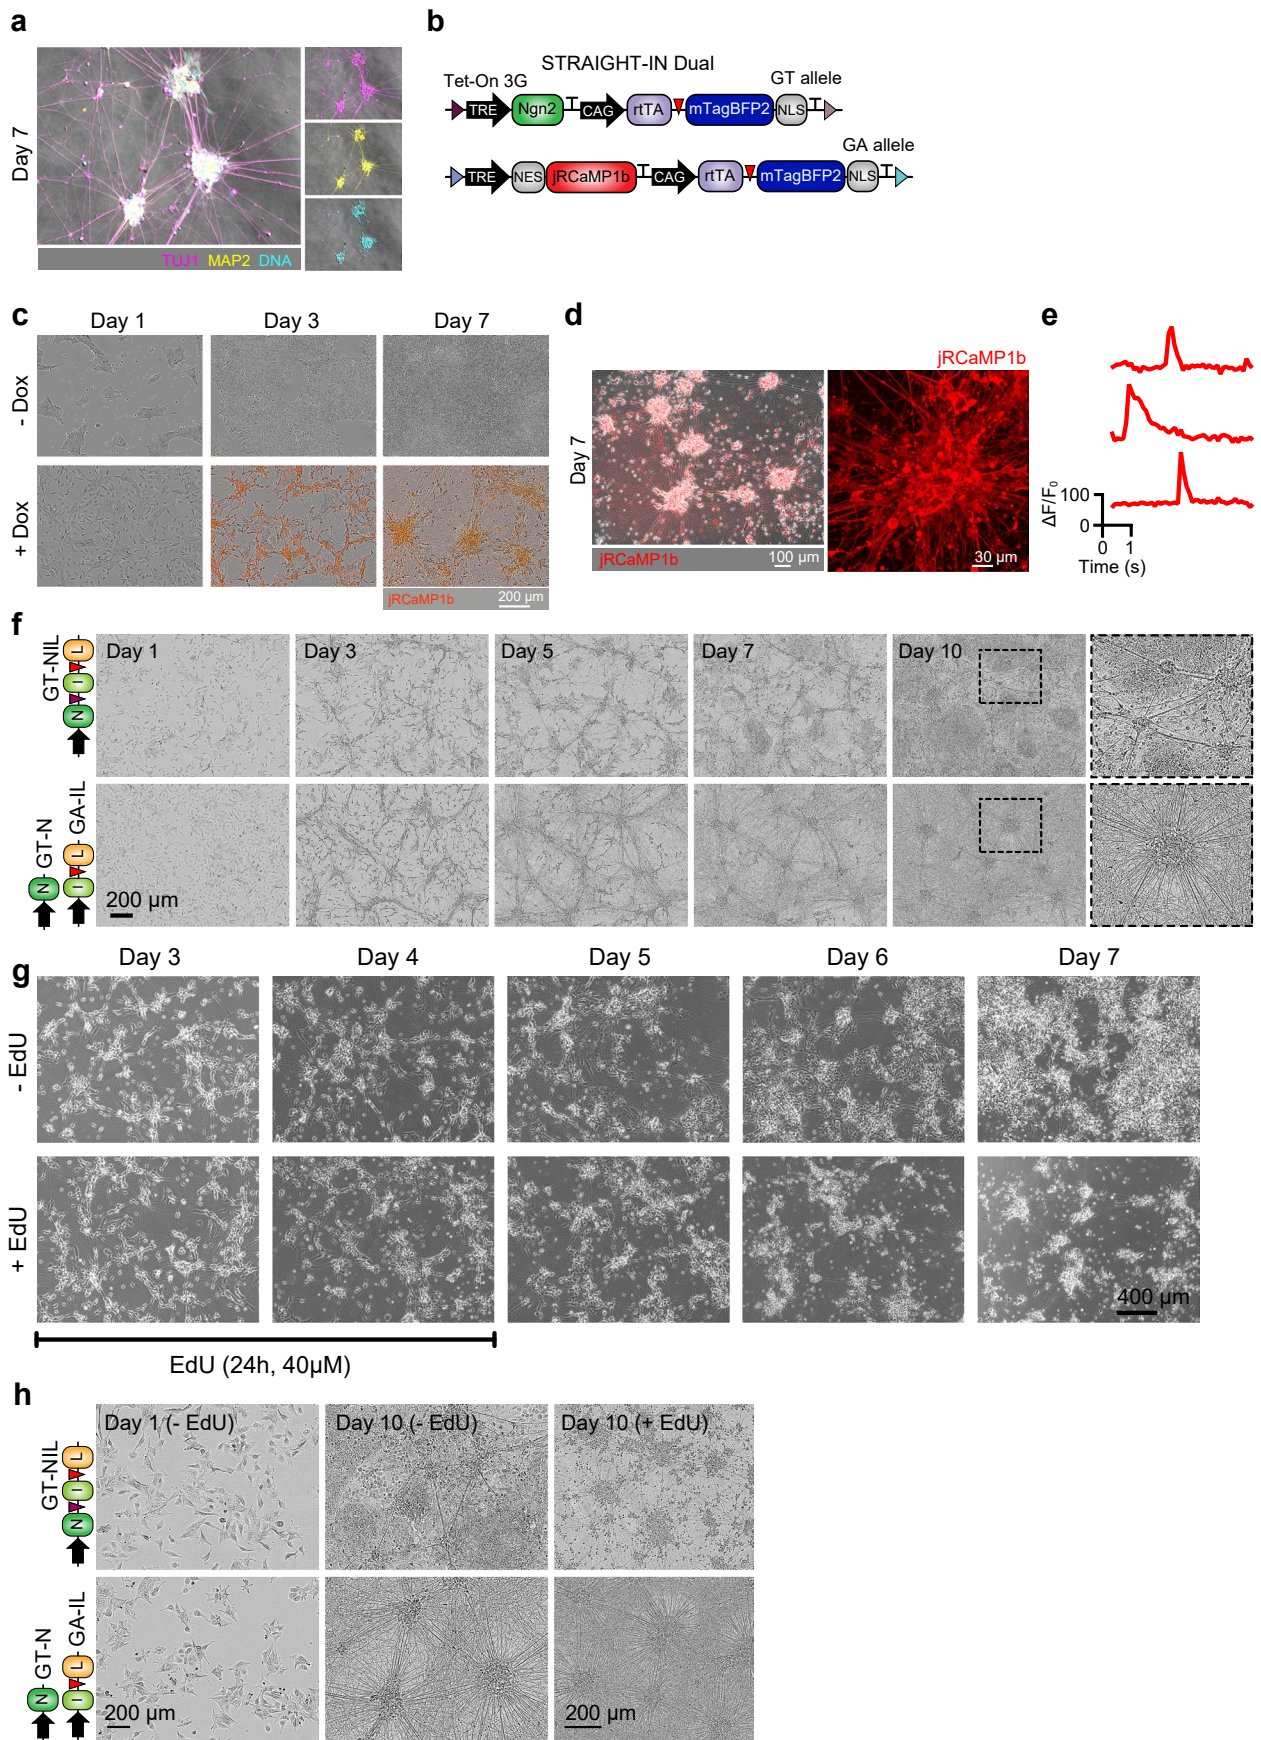 a
Day 7
TUJ1 MAP2 DNA
b
STRAIGHT-IN Dual
Tet-On 3G
GT allele
TRE
Ngn2
CAG
rtTA
mTagBFP2
NLS
GA allele
TRE
NES
jRCaMP1b
CAG
rtTA
mTagBFP2
NLS
c
Day 1
Day 3
Day 7
- Dox
+ Dox
jRCaMP1b
200 µm
d
jRCaMP1b
Day 7
jRCaMP1b
100 µm
30 µm
e
ΔF/F₀
100
0
0
1
Time (s)
f
GT-NIL
N
I
L
Day 1
Day 3
Day 5
Day 7
Day 10
GT-N
GA-IL
N
I
L
200 µm
g
Day 3
Day 4
Day 5
Day 6
Day 7
- EdU
+ EdU
400 µm
EdU (24h, 40µM)
h
GT-NIL
N
I
L
Day 1 (- EdU)
Day 10 (- EdU)
Day 10 (+ EdU)
GT-N
GA-IL
N
I
L
200 µm
200 µm